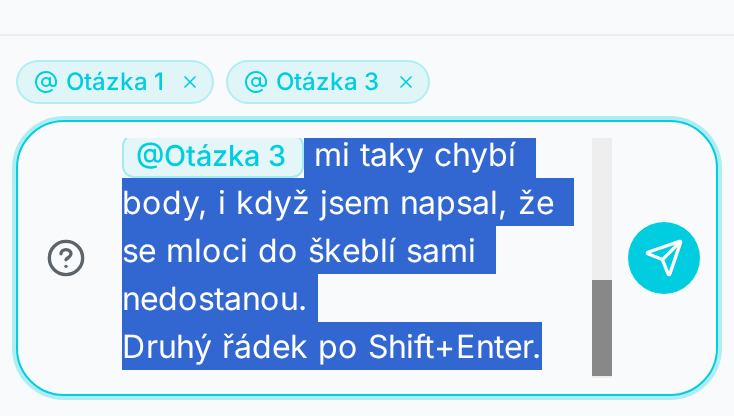 @ Otázka 1 ×
@ Otázka 3 ×
@Otázka 3 mi taky chybí
body, i když jsem napsal, že
se mloci do škeblí sami
nedostanou.
Druhý řádek po Shift+Enter.